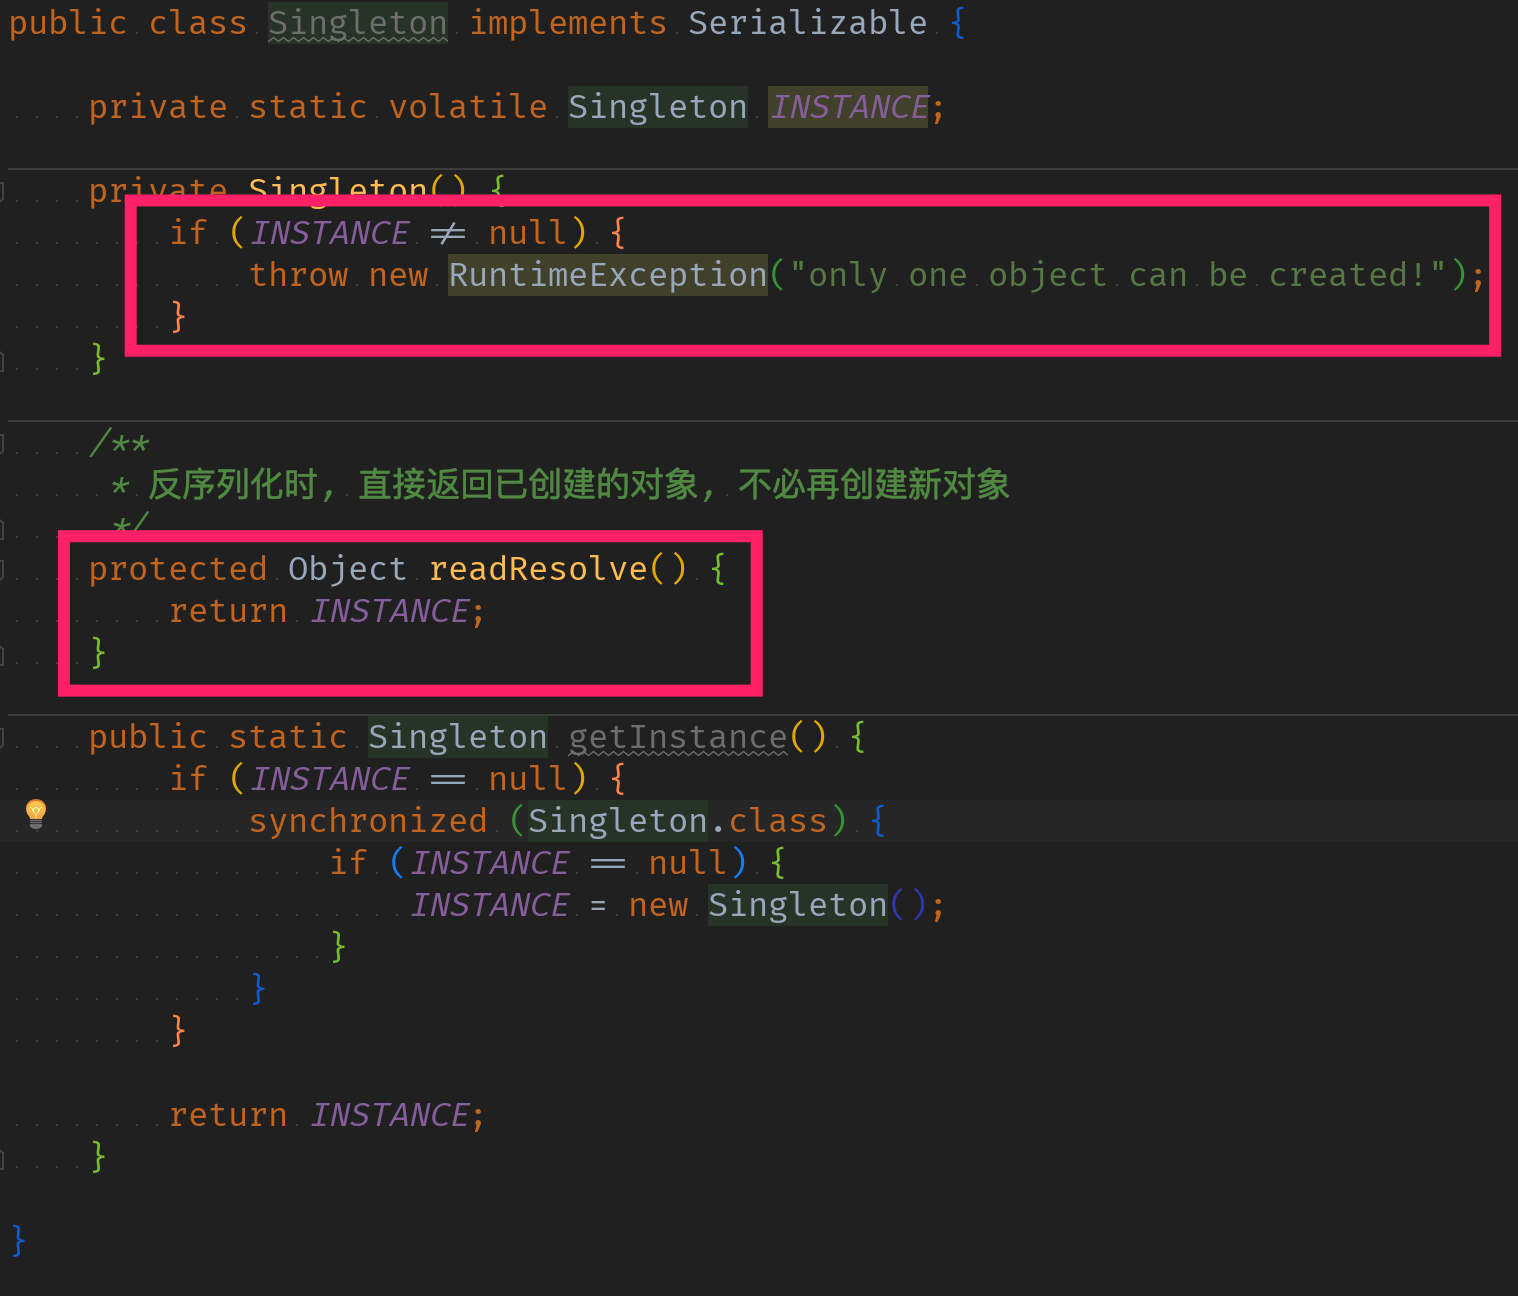 public class Singleton implements Serializable {
private static volatile Singleton INSTANCE;
private Singleton() {
if (INSTANCE != null) {
throw new RuntimeException("only one object can be created!");
}
}
/**
* 反序列化时, 直接返回已创建的对象, 不必再创建新对象
*/
protected Object readResolve() {
return INSTANCE;
}
public static Singleton getInstance() {
if (INSTANCE == null) {
synchronized (Singleton.class) {
if (INSTANCE == null) {
INSTANCE = new Singleton();
}
}
}
return INSTANCE;
}
}